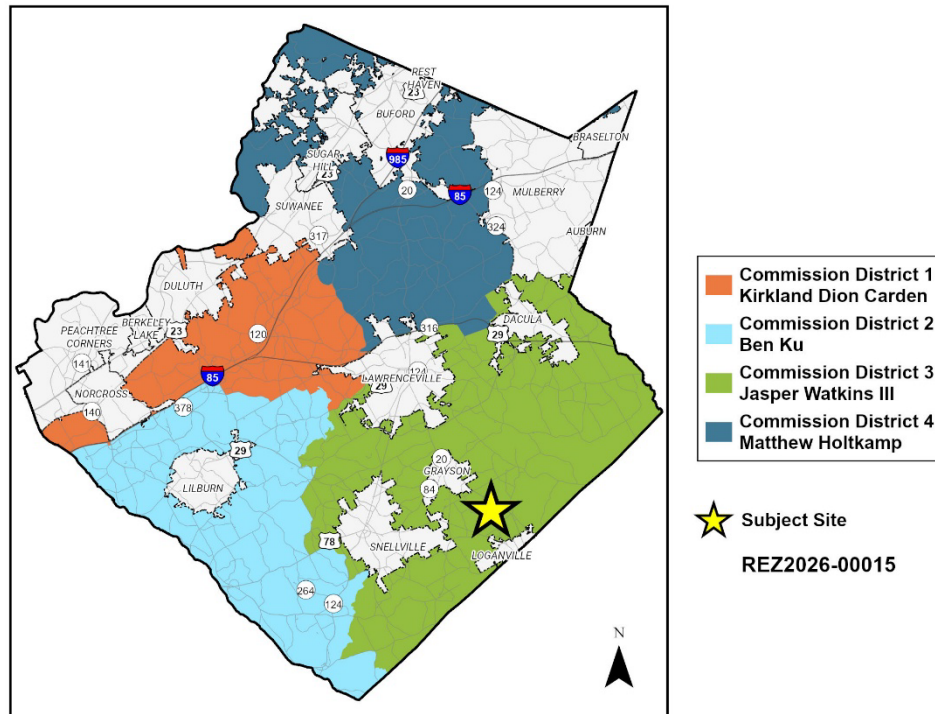 REST
HAVEN
23
BUFORD
BRASELTON
SUGAR
HILL
23
985
20
85
124
MULBERRY
SUWANEE
317
324
AUBURN
DULUTH
BERKELEY
LAKE
23
PEACHTREE
CORNERS
141
120
316
29
DACULA
124
29
LAWRENCEVILLE
85
NORCROSS
140
378
29
LILBURN
20
GRAYSON
84
78
SNELLVILLE
LOGANVILLE
264
124
N
Commission District 1
Kirkland Dion Carden
Commission District 2
Ben Ku
Commission District 3
Jasper Watkins III
Commission District 4
Matthew Holtkamp
Subject Site
REZ2026-00015